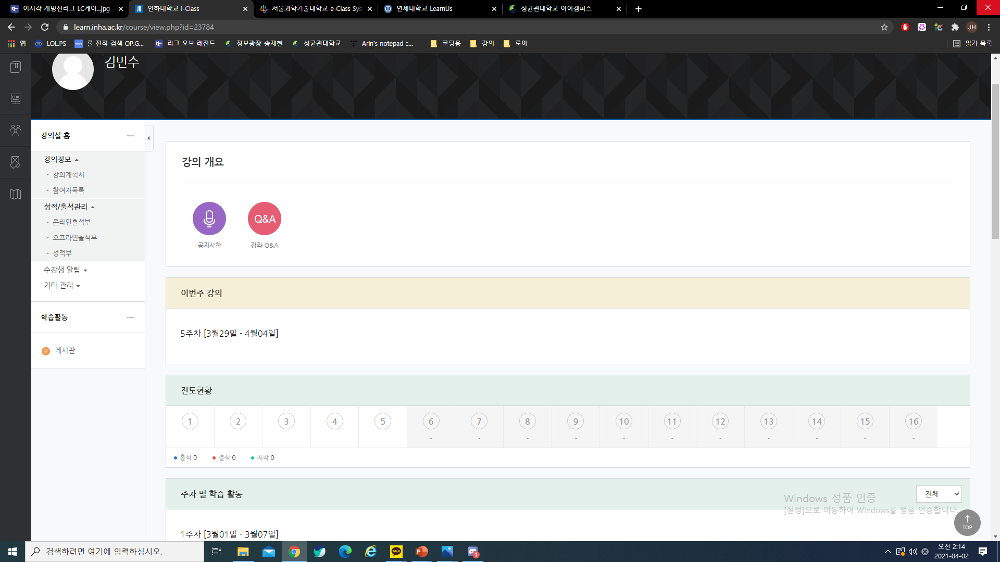 이시각 개병신리그 LC게이...jpg
인하대학교 I-Class
서울과학기술대학교 e-Class Sys
연세대학교 LearnUs
성균관대학교 아이캠퍼스
learn.inha.ac.kr/course/view.php?id=23784
JH
앱
LOL.PS
롤 전적 검색 OP.G...
리그 오브 레전드
정보광장-송재현
성균관대학교
Arin's notepad ::...
코딩용
강의
로아
읽기 목록
김민수
강의실 홈
강의정보
· 강의계획서
· 참여자목록
성적/출석관리
· 온라인출석부
· 오프라인출석부
· 성적부
수강생 알림
기타 관리
학습활동
게시판
강의 개요
Q&A
공지사항
강좌 Q&A
이번주 강의
5주차 [3월29일 - 4월04일]
진도현황
1 2 3 4 5 6 7 8 9 10 11 12 13 14 15 16
- - - - - - - - - - -
출석 0 결석 0 지각 0
주차 별 학습 활동
전체
Windows 정품 인증
[설정]으로 이동하여 Windows를 정품 인증합니다.
TOP
1주차 [3월01일 - 3월07일]
검색하려면 여기에 입력하십시오.
TALK
P
1
오전 2:14
2021-04-02